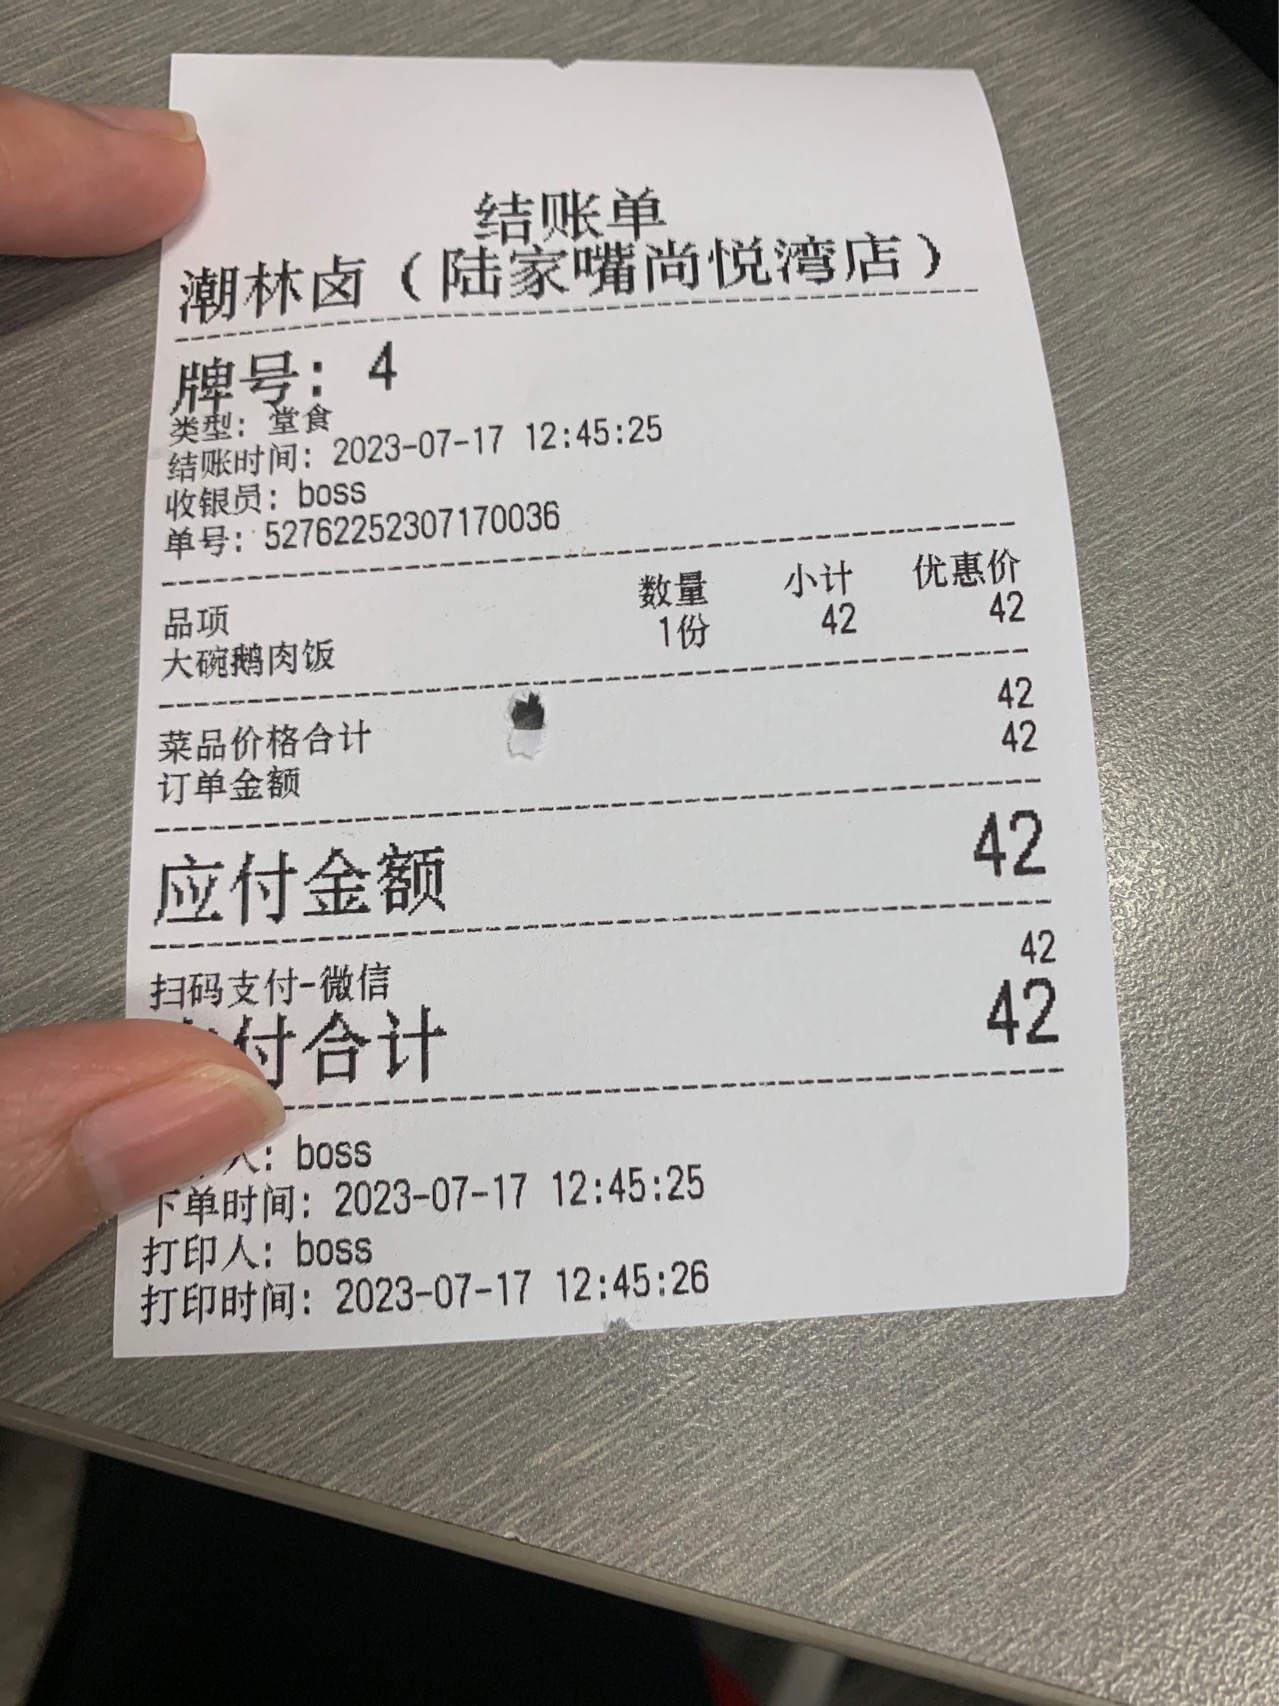 结账单
潮林卤（陆家嘴尚悦湾店）
牌号：4
类型：堂食
结账时间：2023-07-17 12:45:25
收银员：boss
单号：52762252307170036
品项 数量 小计 优惠价
大碗鹅肉饭 1份 42 42
菜品价格合计 42
订单金额 42
应付金额 42
扫码支付-微信 42
付合计 42
人：boss
下单时间：2023-07-17 12:45:25
打印人：boss
打印时间：2023-07-17 12:45:26